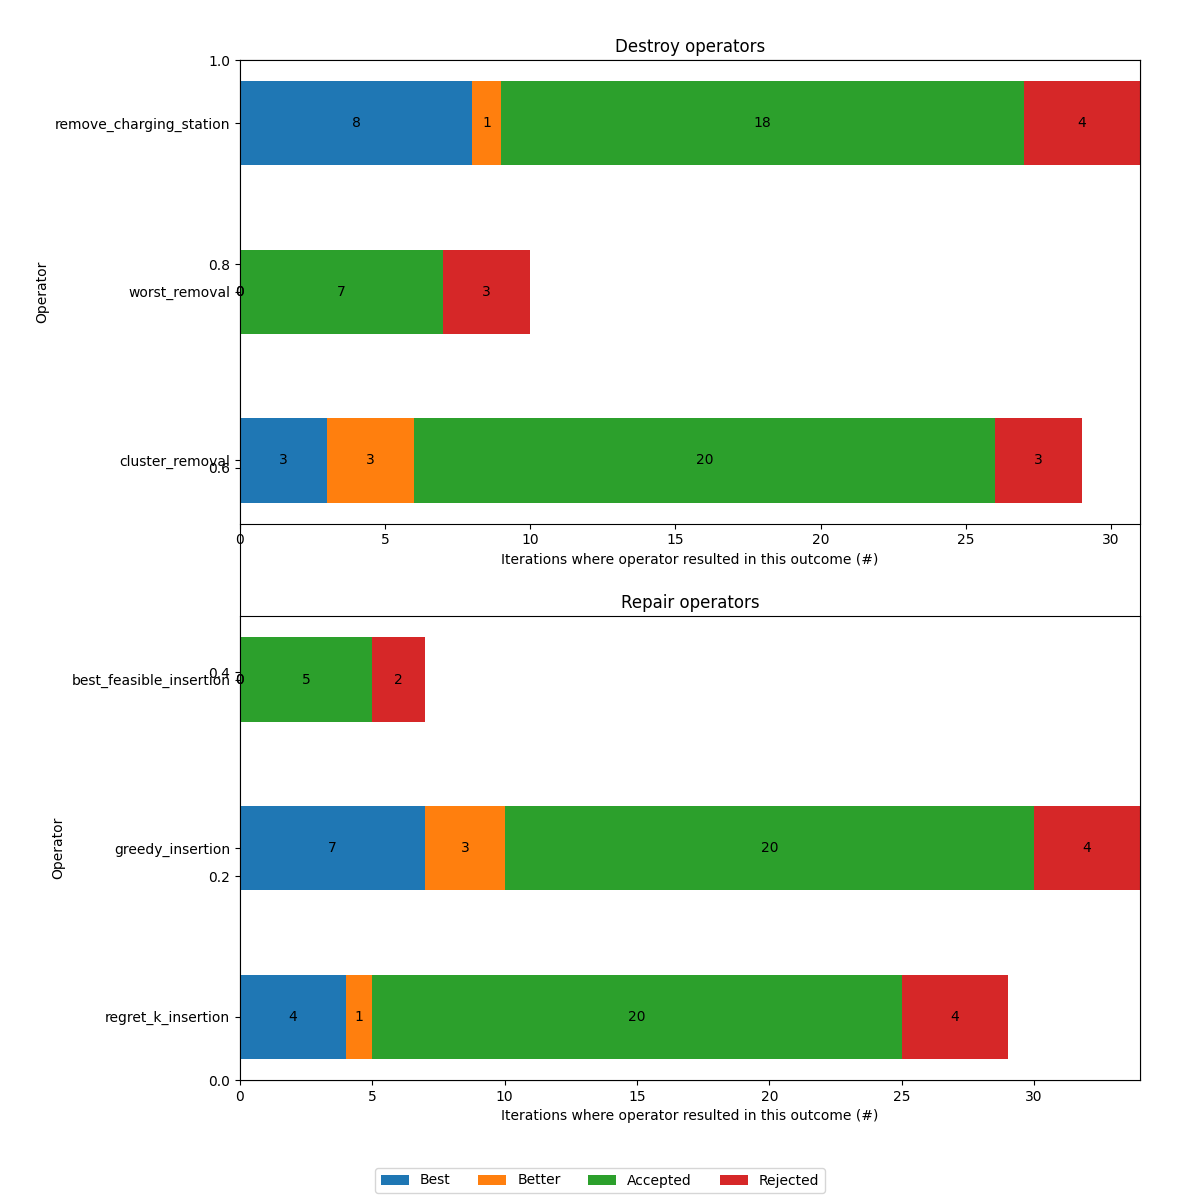 Destroy operators
1.0
remove_charging_station 8 1 18 4
0.8
worst_removal 0 7 3
Operator
cluster_removal 3 3 20 3
0.6
0 5 10 15 20 25 30
Iterations where operator resulted in this outcome (#)
Repair operators
0.4
best_feasible_insertion 0 5 2
greedy_insertion 7 3 20 4
Operator
0.2
regret_k_insertion 4 1 20 4
0.0
0 5 10 15 20 25 30
Iterations where operator resulted in this outcome (#)
Best Better Accepted Rejected